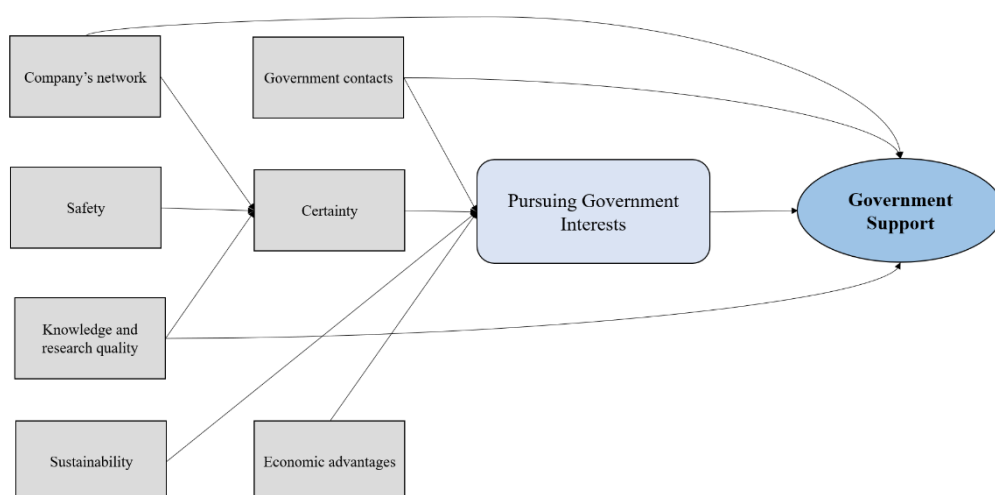 Company’s network
Government contacts
Safety
Certainty
Pursuing Government
Interests
Government
Support
Knowledge and
research quality
Sustainability
Economic advantages